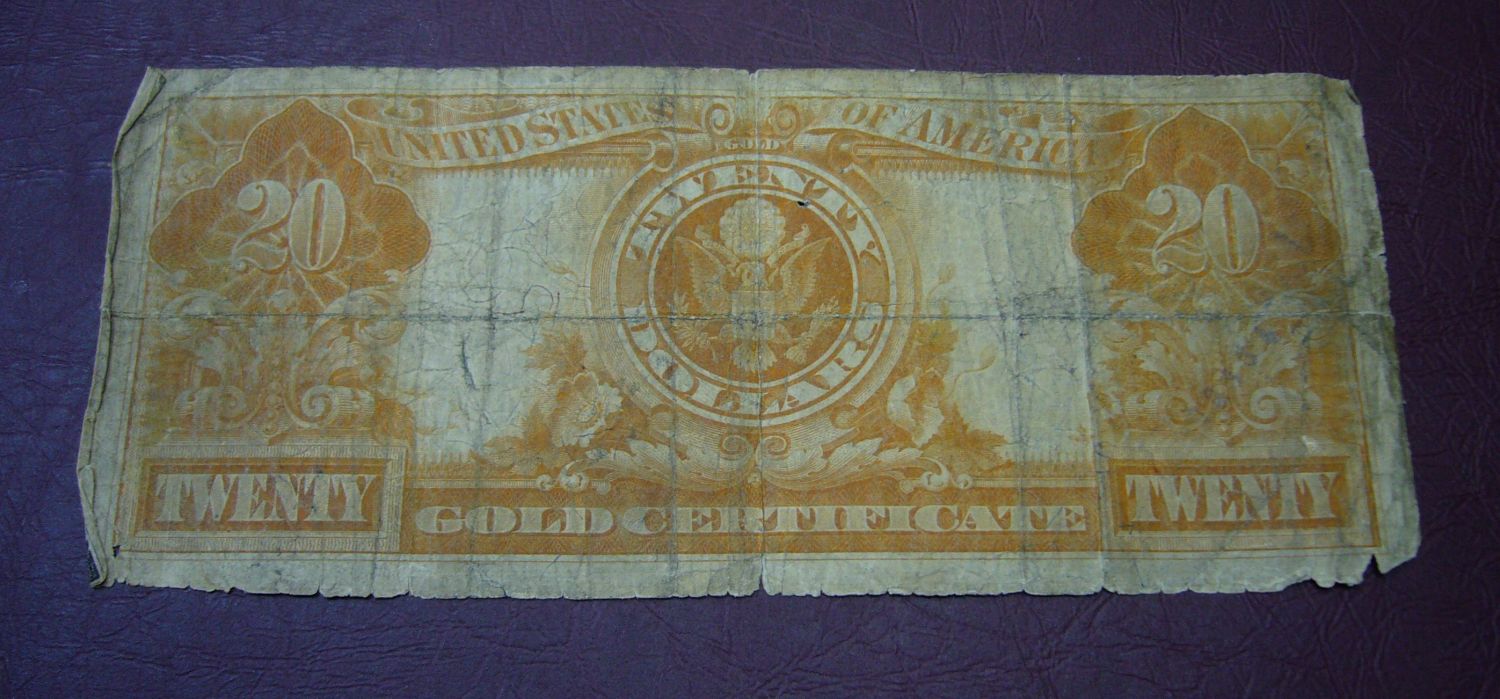 UNITED STATES OF AMERICA
GOLD
20
20
TWENTY
DOLLARS
TWENTY
GOLD CERTIFICATE
TWENTY